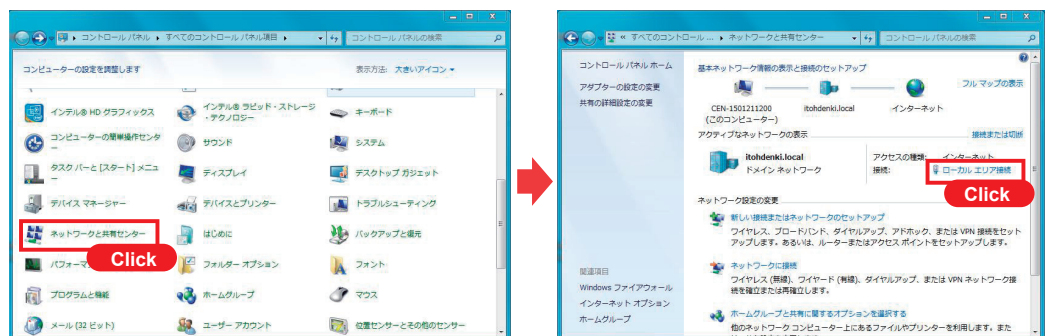 コントロール パネル
すべてのコントロール パネル項目
コントロール パネルの検索
コンピューターの設定を調整します
表示方法: 大きいアイコン
インテル® HD グラフィックス
インテル® ラピッド・ストレージ
・テクノロジー
キーボード
コンピューターの簡単操作センタ
ー
サウンド
システム
タスク バーと [スタート] メニュ
ー
ディスプレイ
デスクトップ ガジェット
デバイス マネージャー
デバイスとプリンター
トラブルシューティング
ネットワークと共有センター
はじめに
バックアップと復元
パフォーマ
Click
フォルダー オプション
フォント
プログラムと機能
ホームグループ
マウス
メール (32 ビット)
ユーザー アカウント
位置センサーとその他のセンサー
« すべてのコントロール ... ネットワークと共有センター
コントロール パネルの検索
コントロール パネル ホーム
アダプターの設定の変更
共有の詳細設定の変更
関連項目
Windows ファイアウォール
インターネット オプション
ホームグループ
基本ネットワーク情報の表示と接続のセットアップ
フル マップの表示
CEN-1501211200
(このコンピューター)
itohdenki.local
インターネット
アクティブなネットワークの表示
接続または切断
itohdenki.local
ドメイン ネットワーク
アクセスの種類: インターネット
接続: ローカル エリア接続
Click
ネットワーク設定の変更
新しい接続またはネットワークのセットアップ
ワイヤレス、ブロードバンド、ダイヤルアップ、アドホック、または VPN 接続をセット
アップします。あるいは、ルーターまたはアクセス ポイントをセットアップします。
ネットワークに接続
ワイヤレス (無線)、ワイヤード (有線)、ダイヤルアップ、または VPN ネットワーク接
続を確立または再確立します。
ホームグループと共有に関するオプションを選択する
他のネットワーク コンピューター上にあるファイルやプリンターを利用します。また